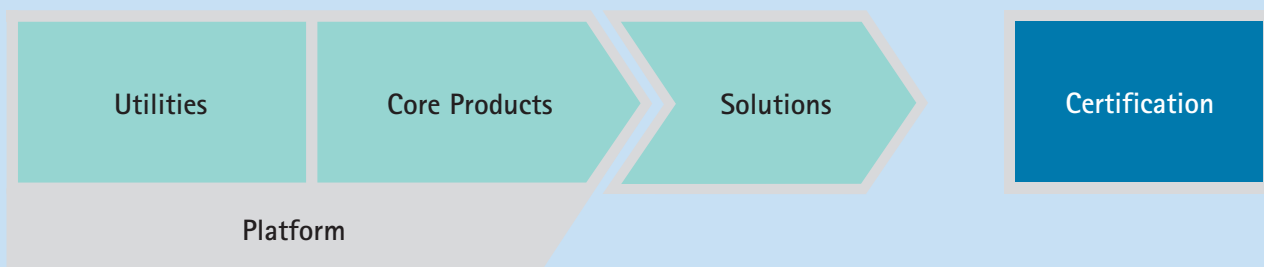 Utilities
Core Products
Solutions
Certification
Platform